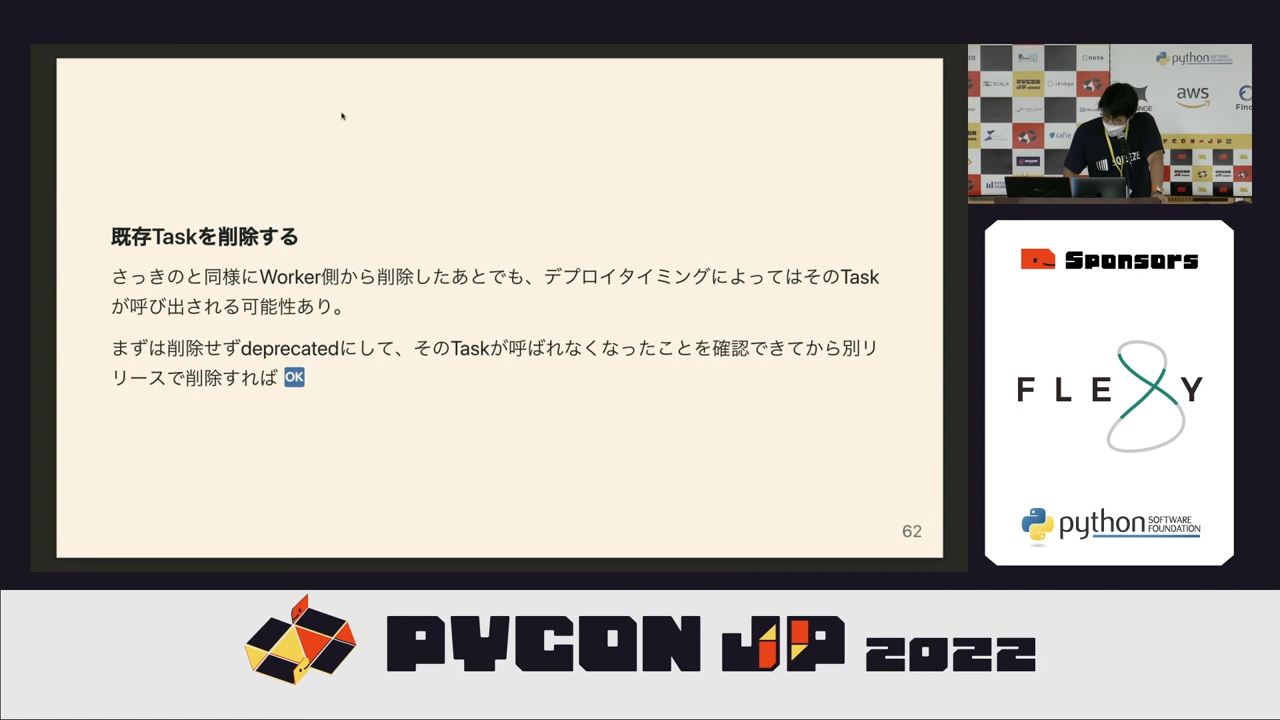 既存Taskを削除する
さっきのと同様にWorker側から削除したあとでも、デプロイタイミングによってはそのTask
が呼び出される可能性あり。
まずは削除せずdeprecatedにして、そのTaskが呼ばれなくなったことを確認できてから別リ
リースで削除すれば 🆗
62
python
aws
note
SCALA
PYCON
safie
Sponsors
FLEXY
python SOFTWARE
FOUNDATION
PYCON JP 2022